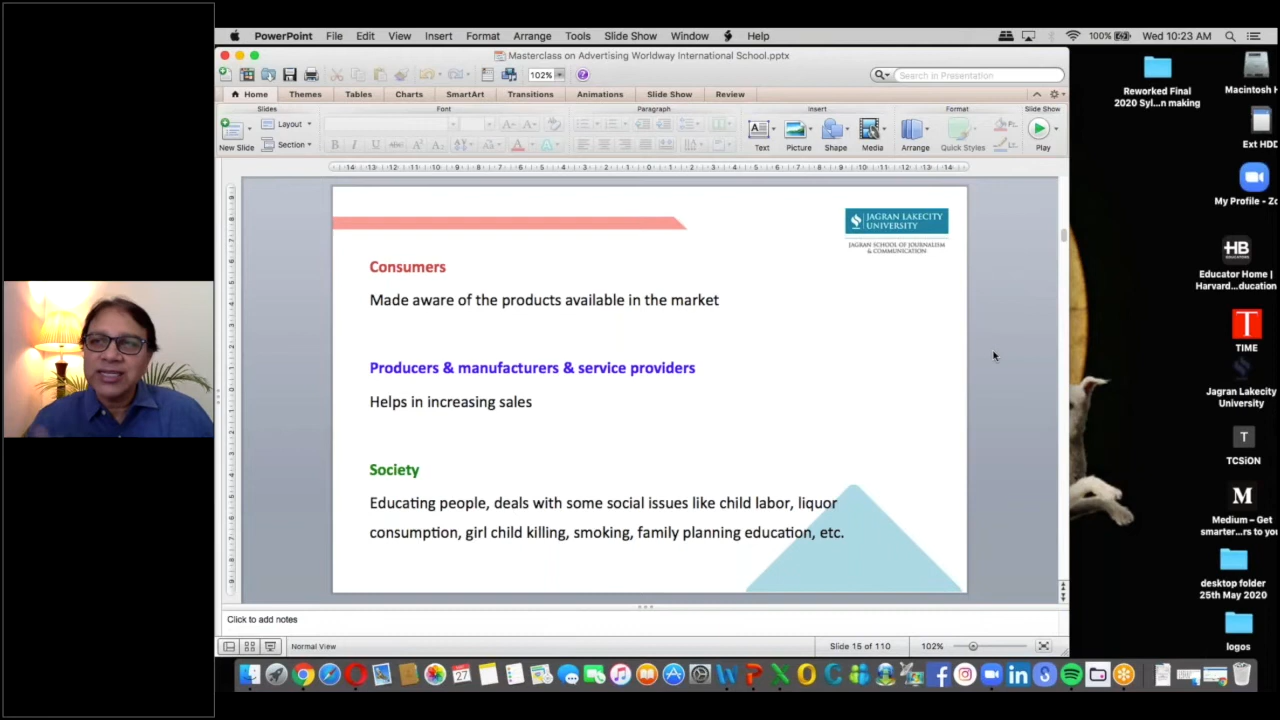 PowerPoint File Edit View Insert Format Arrange Tools Slide Show Window Help
100% Wed 10:23 AM
Masterclass on Advertising Worldway International School.pptx
102%
Search in Presentation
Home Themes Tables Charts SmartArt Transitions Animations Slide Show Review
Slides Font Paragraph Insert Format Slide Show
Layout
Section
New Slide
Text Picture Shape Media Arrange Quick Styles Play
JAGRAN LAKECITY
UNIVERSITY
JAGRAN SCHOOL OF JOURNALISM
& COMMUNICATION
Consumers
Made aware of the products available in the market
Producers & manufacturers & service providers
Helps in increasing sales
Society
Educating people, deals with some social issues like child labor, liquor
consumption, girl child killing, smoking, family planning education, etc.
Click to add notes
Normal View
Slide 15 of 110
102%
Reworked Final
2020 Syl...n making
Macintosh H
Ext HDD
My Profile - Zo
HB
Educator Home |
Harvard...ducation
T
TIME
Jagran Lakecity
University
T
TCSiON
M
Medium – Get
smarter...rs to yo
desktop folder
25th May 2020
logos